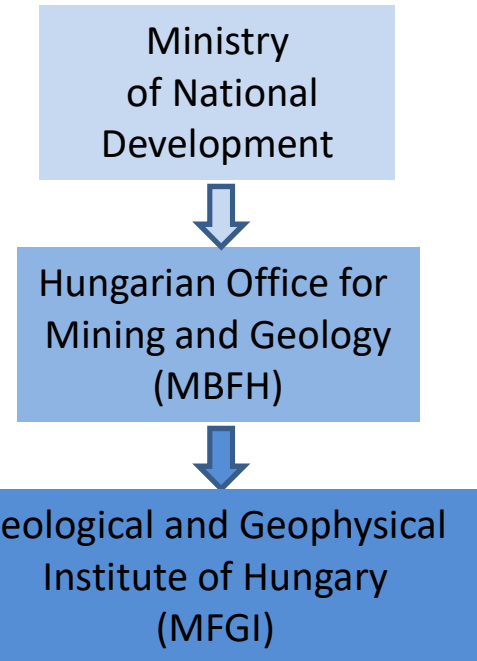 Ministry
of National
Development
Hungarian Office for
Mining and Geology
(MBFH)
eological and Geophysical
Institute of Hungary
(MFGI)